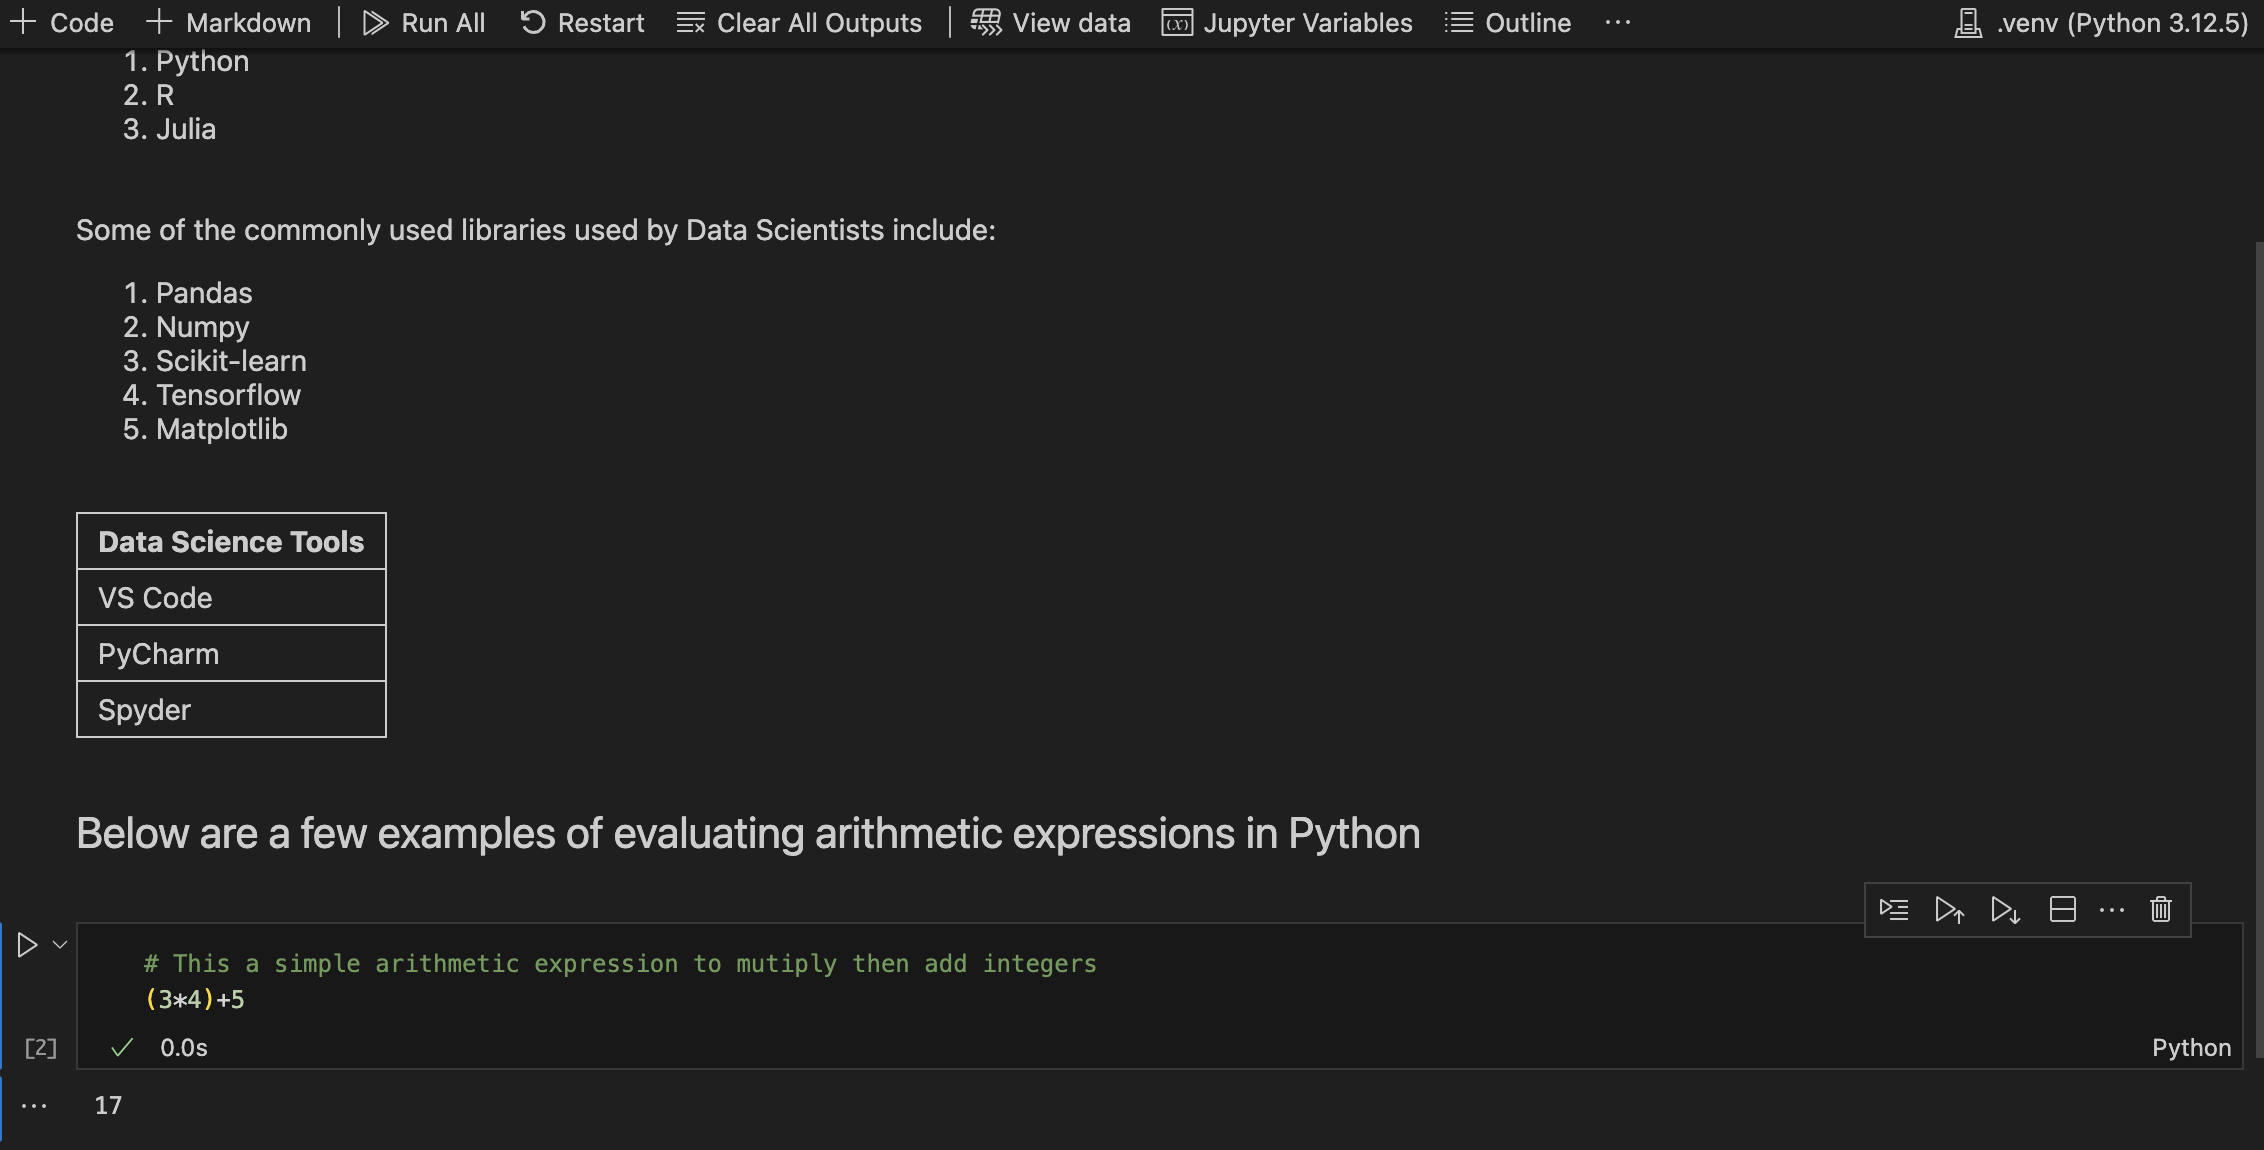 Code Markdown Run All Restart Clear All Outputs View data Jupyter Variables Outline ··· .venv (Python 3.12.5)
1. Python
2. R
3. Julia
Some of the commonly used libraries used by Data Scientists include:
1. Pandas
2. Numpy
3. Scikit-learn
4. Tensorflow
5. Matplotlib
Data Science Tools
VS Code
PyCharm
Spyder
Below are a few examples of evaluating arithmetic expressions in Python
# This a simple arithmetic expression to mutiply then add integers
(3*4)+5
[2] 0.0s Python
17